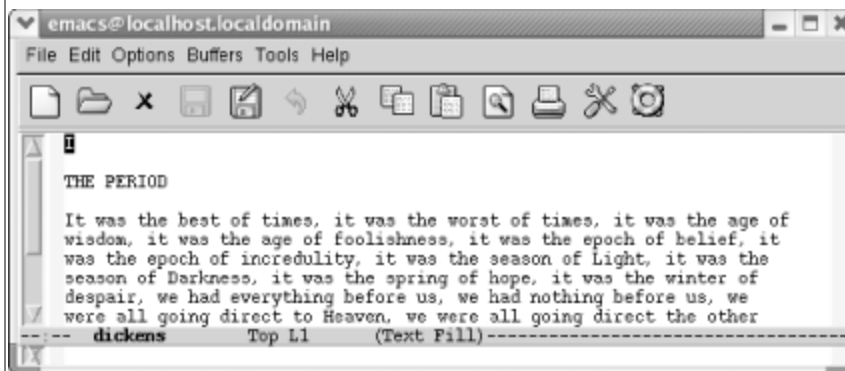 emacs@localhost.localdomain
File Edit Options Buffers Tools Help
I
THE PERIOD
It was the best of times, it was the worst of times, it was the age of
wisdom, it was the age of foolishness, it was the epoch of belief, it
was the epoch of incredulity, it was the season of Light, it was the
season of Darkness, it was the spring of hope, it was the winter of
despair, we had everything before us, we had nothing before us, we
were all going direct to Heaven, we were all going direct the other
--:-- dickens Top L1 (Text Fill)------------------------------------